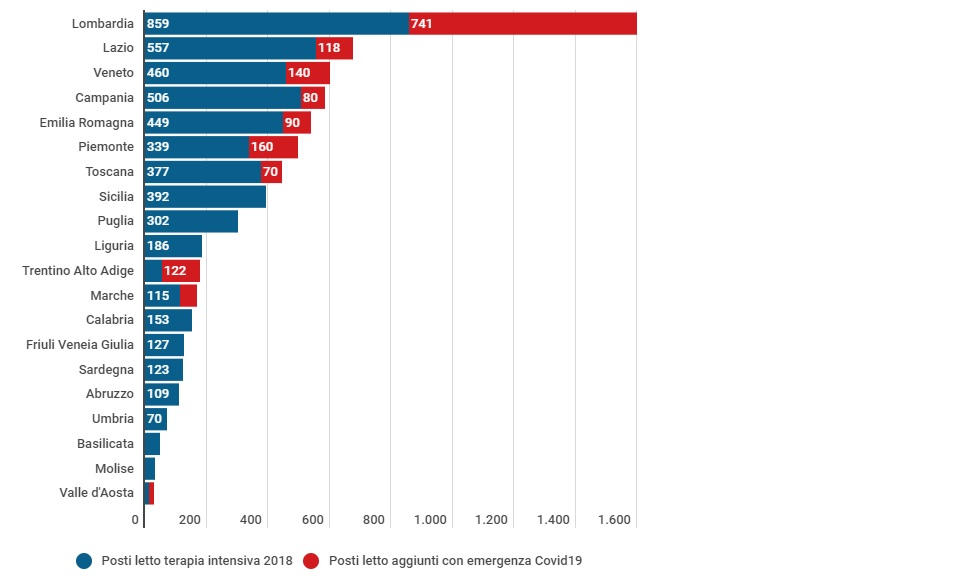 Lombardia 859 741
Lazio 557 118
Veneto 460 140
Campania 506 80
Emilia Romagna 449 90
Piemonte 339 160
Toscana 377 70
Sicilia 392
Puglia 302
Liguria 186
Trentino Alto Adige 122
Marche 115
Calabria 153
Friuli Veneia Giulia 127
Sardegna 123
Abruzzo 109
Umbria 70
Basilicata
Molise
Valle d'Aosta
0 200 400 600 800 1.000 1.200 1.400 1.600
Posti letto terapia intensiva 2018 Posti letto aggiunti con emergenza Covid19